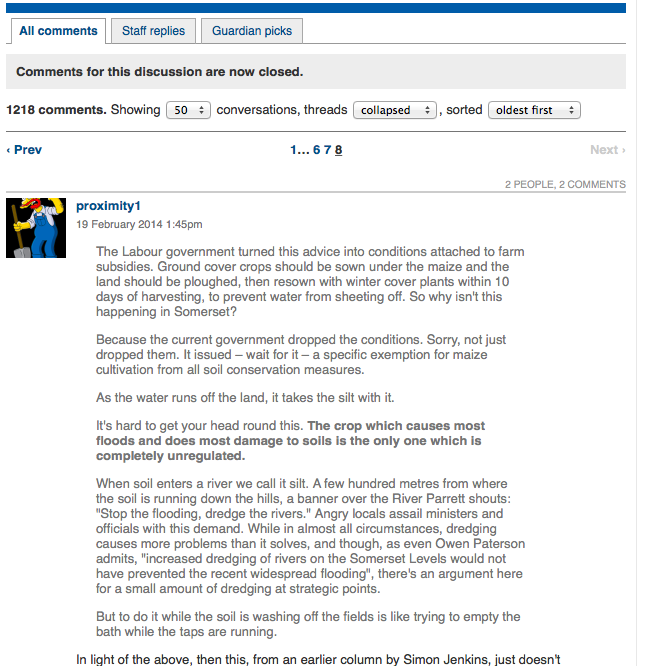 All comments Staff replies Guardian picks
Comments for this discussion are now closed.
1218 comments. Showing 50 conversations, threads collapsed , sorted oldest first
‹ Prev 1... 6 7 8 Next ›
2 PEOPLE, 2 COMMENTS
proximity1
19 February 2014 1:45pm
The Labour government turned this advice into conditions attached to farm
subsidies. Ground cover crops should be sown under the maize and the
land should be ploughed, then resown with winter cover plants within 10
days of harvesting, to prevent water from sheeting off. So why isn't this
happening in Somerset?
Because the current government dropped the conditions. Sorry, not just
dropped them. It issued – wait for it – a specific exemption for maize
cultivation from all soil conservation measures.
As the water runs off the land, it takes the silt with it.
It's hard to get your head round this. The crop which causes most
floods and does most damage to soils is the only one which is
completely unregulated.
When soil enters a river we call it silt. A few hundred metres from where
the soil is running down the hills, a banner over the River Parrett shouts:
"Stop the flooding, dredge the rivers." Angry locals assail ministers and
officials with this demand. While in almost all circumstances, dredging
causes more problems than it solves, and though, as even Owen Paterson
admits, "increased dredging of rivers on the Somerset Levels would not
have prevented the recent widespread flooding", there's an argument here
for a small amount of dredging at strategic points.
But to do it while the soil is washing off the fields is like trying to empty the
bath while the taps are running.
In light of the above, then this, from an earlier column by Simon Jenkins, just doesn't